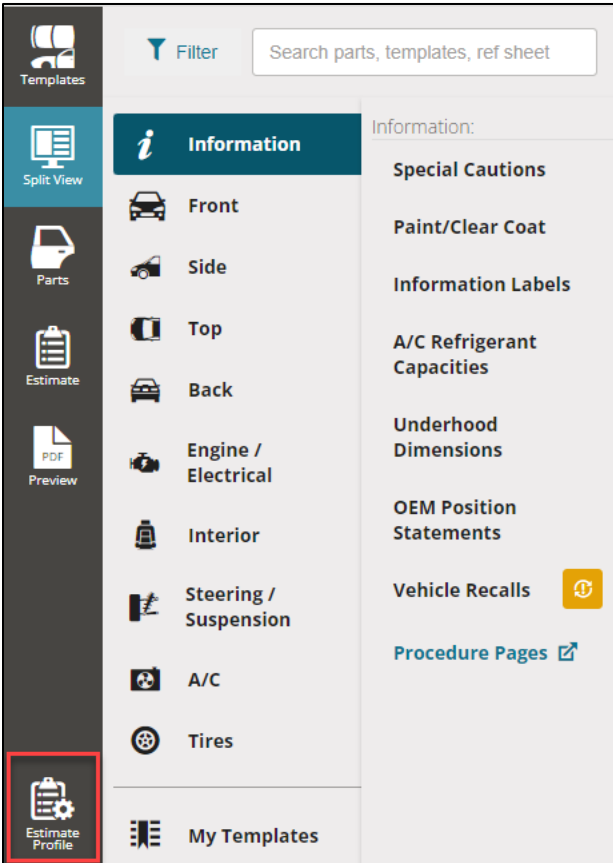 Templates
Split View
Parts
Estimate
PDF
Preview
Estimate
Profile
Filter
Search parts, templates, ref sheet
i
Information
Front
Side
Top
Back
Engine /
Electrical
Interior
Steering /
Suspension
A/C
Tires
My Templates
Information:
Special Cautions
Paint/Clear Coat
Information Labels
A/C Refrigerant
Capacities
Underhood
Dimensions
OEM Position
Statements
Vehicle Recalls
Procedure Pages